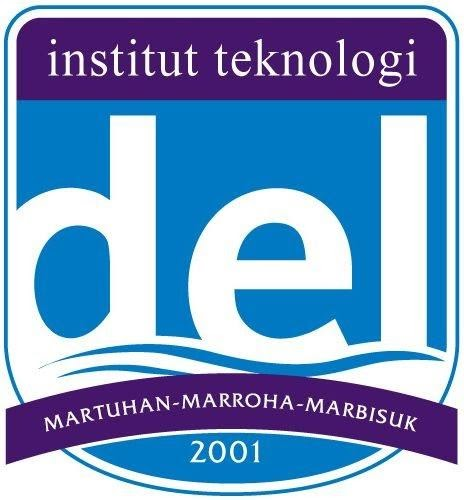 institut teknologi
del
MARTUHAN-MARROHA-MARBISUK
2001